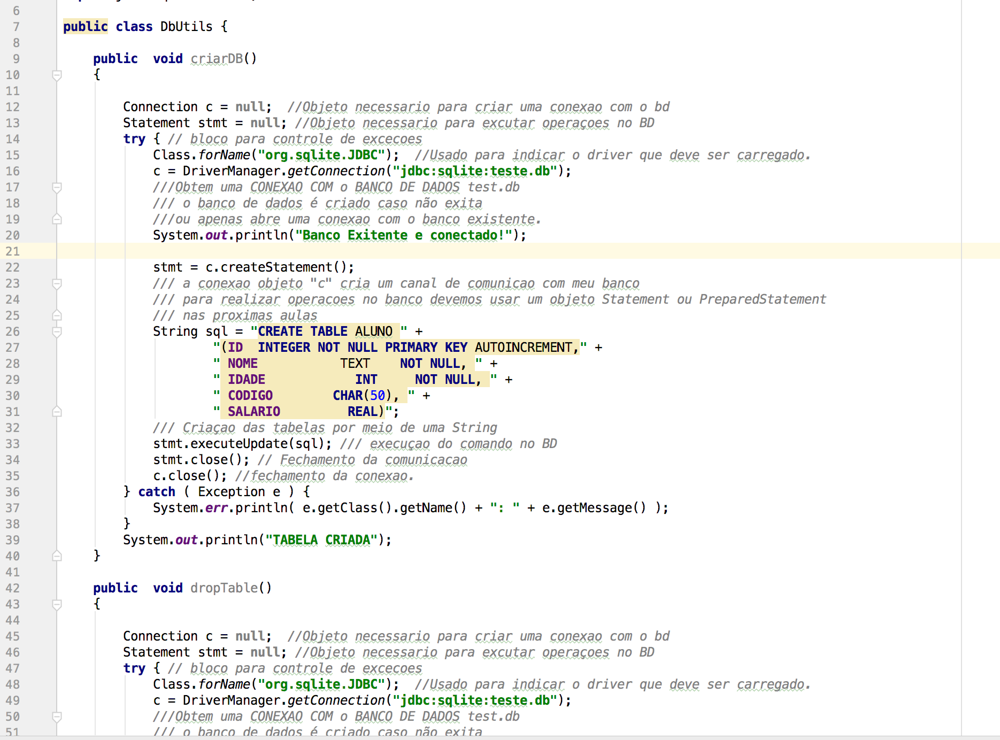 6
7 public class DbUtils {
8
9 public  void criarDB()
10 {
11
12 Connection c = null;  //Objeto necessario para criar uma conexao com o bd
13 Statement stmt = null; //Objeto necessario para excutar operaçoes no BD
14 try { // bloco para controle de excecoes
15 Class.forName("org.sqlite.JDBC");  //Usado para indicar o driver que deve ser carregado.
16 c = DriverManager.getConnection("jdbc:sqlite:teste.db");
17 ///Obtem uma CONEXAO COM o BANCO DE DADOS test.db
18 /// o banco de dados é criado caso não exita
19 ///ou apenas abre uma conexao com o banco existente.
20 System.out.println("Banco Exitente e conectado!");
21
22 stmt = c.createStatement();
23 /// a conexao objeto "c" cria um canal de comunicao com meu banco
24 /// para realizar operacoes no banco devemos usar um objeto Statement ou PreparedStatement
25 /// nas proximas aulas
26 String sql = "CREATE TABLE ALUNO " +
27 "(ID  INTEGER NOT NULL PRIMARY KEY AUTOINCREMENT," +
28 " NOME           TEXT    NOT NULL, " +
29 " IDADE            INT     NOT NULL, " +
30 " CODIGO        CHAR(50), " +
31 " SALARIO         REAL)";
32 /// Criaçao das tabelas por meio de uma String
33 stmt.executeUpdate(sql); /// execuçao do comando no BD
34 stmt.close(); // Fechamento da comunicacao
35 c.close(); //fechamento da conexao.
36 } catch ( Exception e ) {
37 System.err.println( e.getClass().getName() + ": " + e.getMessage() );
38 }
39 System.out.println("TABELA CRIADA");
40 }
41
42 public  void dropTable()
43 {
44
45 Connection c = null;  //Objeto necessario para criar uma conexao com o bd
46 Statement stmt = null; //Objeto necessario para excutar operaçoes no BD
47 try { // bloco para controle de excecoes
48 Class.forName("org.sqlite.JDBC");  //Usado para indicar o driver que deve ser carregado.
49 c = DriverManager.getConnection("jdbc:sqlite:teste.db");
50 ///Obtem uma CONEXAO COM o BANCO DE DADOS test.db
51 /// o banco de dados é criado caso não exita